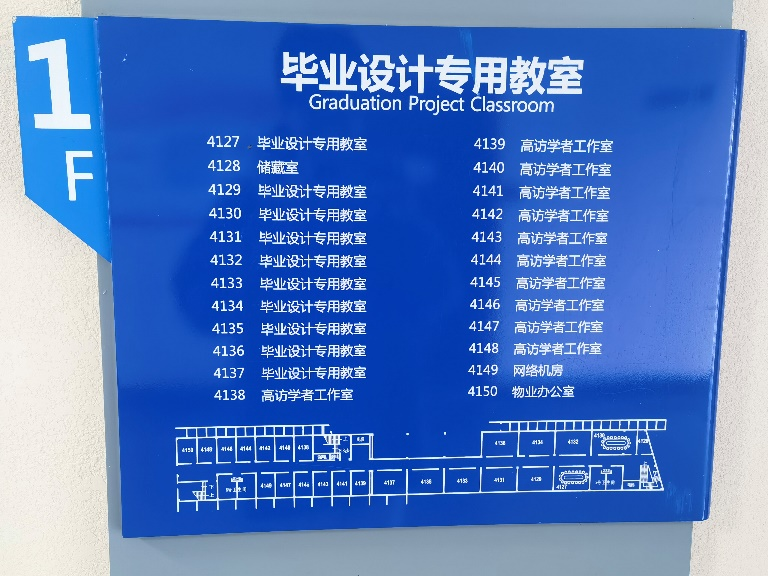 1
F
毕业设计专用教室
Graduation Project Classroom
4127 毕业设计专用教室
4128 储藏室
4129 毕业设计专用教室
4130 毕业设计专用教室
4131 毕业设计专用教室
4132 毕业设计专用教室
4133 毕业设计专用教室
4134 毕业设计专用教室
4135 毕业设计专用教室
4136 毕业设计专用教室
4137 毕业设计专用教室
4138 高访学者工作室
4139 高访学者工作室
4140 高访学者工作室
4141 高访学者工作室
4142 高访学者工作室
4143 高访学者工作室
4144 高访学者工作室
4145 高访学者工作室
4146 高访学者工作室
4147 高访学者工作室
4148 高访学者工作室
4149 网络机房
4150 物业办公室
4136 4134 4132
4137 4135 4133 4131 4129 4127